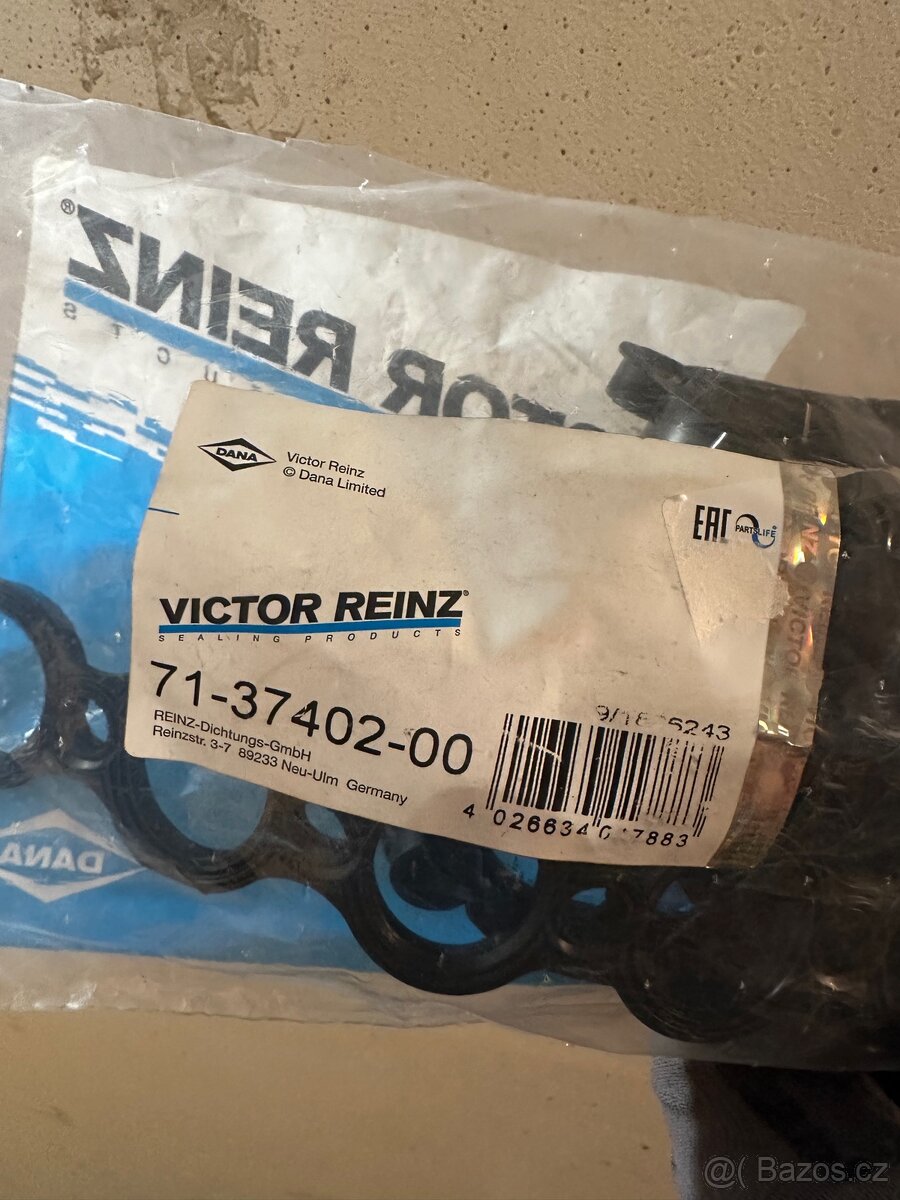 ®
VICTOR REINZ
DANA
Victor Reinz
© Dana Limited
EAC
PARTSLIFE
VICTOR REINZ®
SEALING PRODUCTS
71-37402-00
REINZ-Dichtungs-GmbH
Reinzstr. 3-7 89233 Neu-Ulm Germany
4
DANA
@( Bazos.cz